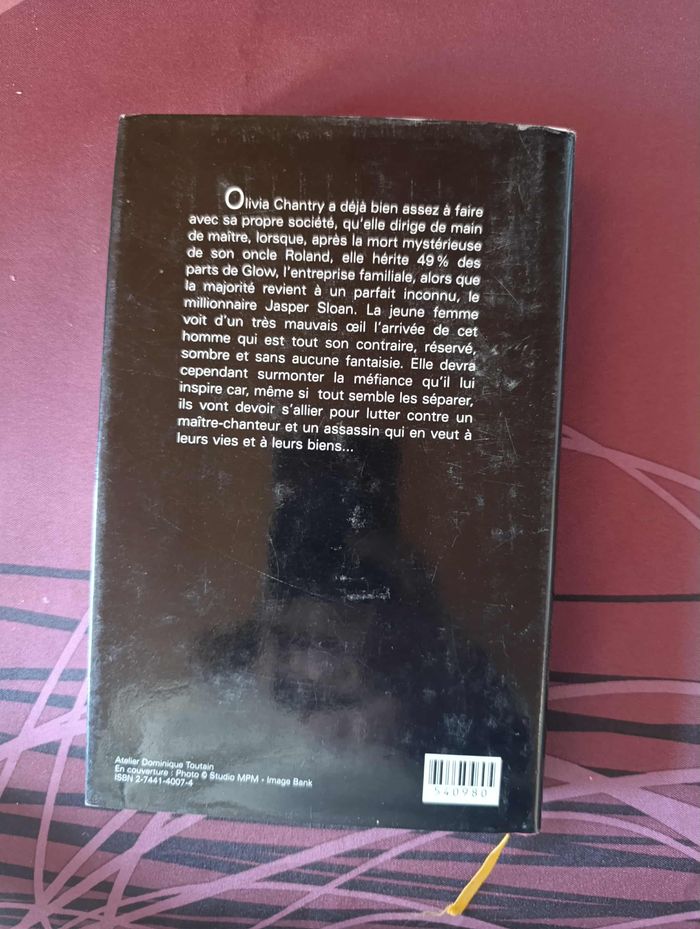 Olivia Chantry a déjà bien assez à faire
avec sa propre société, qu'elle dirige de main
de maître, lorsque, après la mort mystérieuse
de son oncle Roland, elle hérite 49 % des
parts de Glow, l'entreprise familiale, alors que
la majorité revient à un parfait inconnu, le
millionnaire Jasper Sloan. La jeune femme
voit d'un très mauvais œil l'arrivée de cet
homme qui est tout son contraire, réservé,
sombre et sans aucune fantaisie. Elle devra
cependant surmonter la méfiance qu'il lui
inspire car, même si tout semble les séparer,
ils vont devoir s'allier pour lutter contre un
maître-chanteur et un assassin qui en veut à
leurs vies et à leurs biens...
Atelier Dominique Toutain
En couverture : Photo © Studio MPM - Image Bank
ISBN 2-7441-4007-4
540980